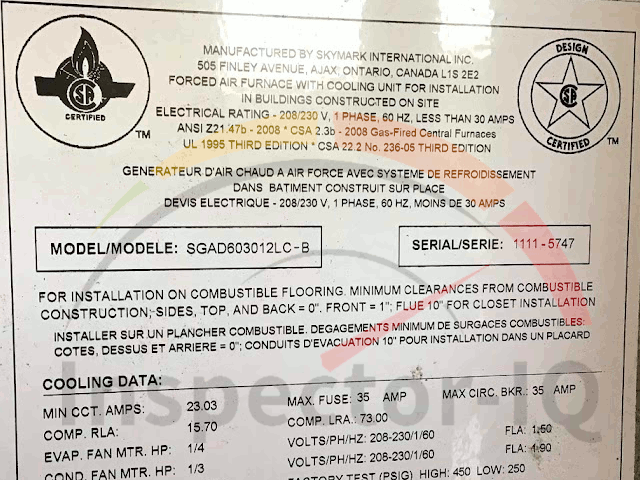 MANUFACTURED BY SKYMARK INTERNATIONAL INC.
505 FINLEY AVENUE, AJAX, ONTARIO, CANADA L1S 2E2
FORCED AIR FURNACE WITH COOLING UNIT FOR INSTALLATION
IN BUILDINGS CONSTRUCTED ON SITE
ELECTRICAL RATING - 208/230 V, 1 PHASE, 60 HZ, LESS THAN 30 AMPS
ANSI Z21.47b - 2008 * CSA 2.3b - 2008 Gas-Fired Central Furnaces
UL 1995 THIRD EDITION * CSA 22.2 No. 236-05 THIRD EDITION
CERTIFIED
TM
DESIGN
CERTIFIED
TM
GENERATEUR D'AIR CHAUD A AIR FORCE AVEC SYSTEME DE REFROIDISSEMENT
DANS BATIMENT CONSTRUIT SUR PLACE
DEVIS ELECTRIQUE - 208/230 V, 1 PHASE, 60 HZ, MOINS DE 30 AMPS
MODEL/MODELE: SGAD603012LC-B
SERIAL/SERIE: 1111-5747
FOR INSTALLATION ON COMBUSTIBLE FLOORING. MINIMUM CLEARANCES FROM COMBUSTIBLE
CONSTRUCTION; SIDES, TOP, AND BACK = 0". FRONT = 1"; FLUE 10" FOR CLOSET INSTALLATION
INSTALLER SUR UN PLANCHER COMBUSTIBLE. DEGAGEMENTS MINIMUM DE SURGACES COMBUSTIBLES:
COTES, DESSUS ET ARRIERE = 0"; CONDUITS D'EVACUATION 10" POUR INSTALLATION DANS UN PLACARD
Inspector-IQ
COOLING DATA:
MIN CCT. AMPS: 23.03
COMP. RLA: 15.70
EVAP. FAN MTR. HP: 1/4
COND. FAN MTR. HP: 1/3
MAX. FUSE: 35 AMP MAX CIRC. BKR.: 35 AMP
COMP. LRA.: 73.00
VOLTS/PH/HZ: 208-230/1/60 FLA: 1.50
VOLTS/PH/HZ: 208-230/1/60 FLA: 1.90
FACTORY TEST (PSIG) HIGH: 450 LOW: 250